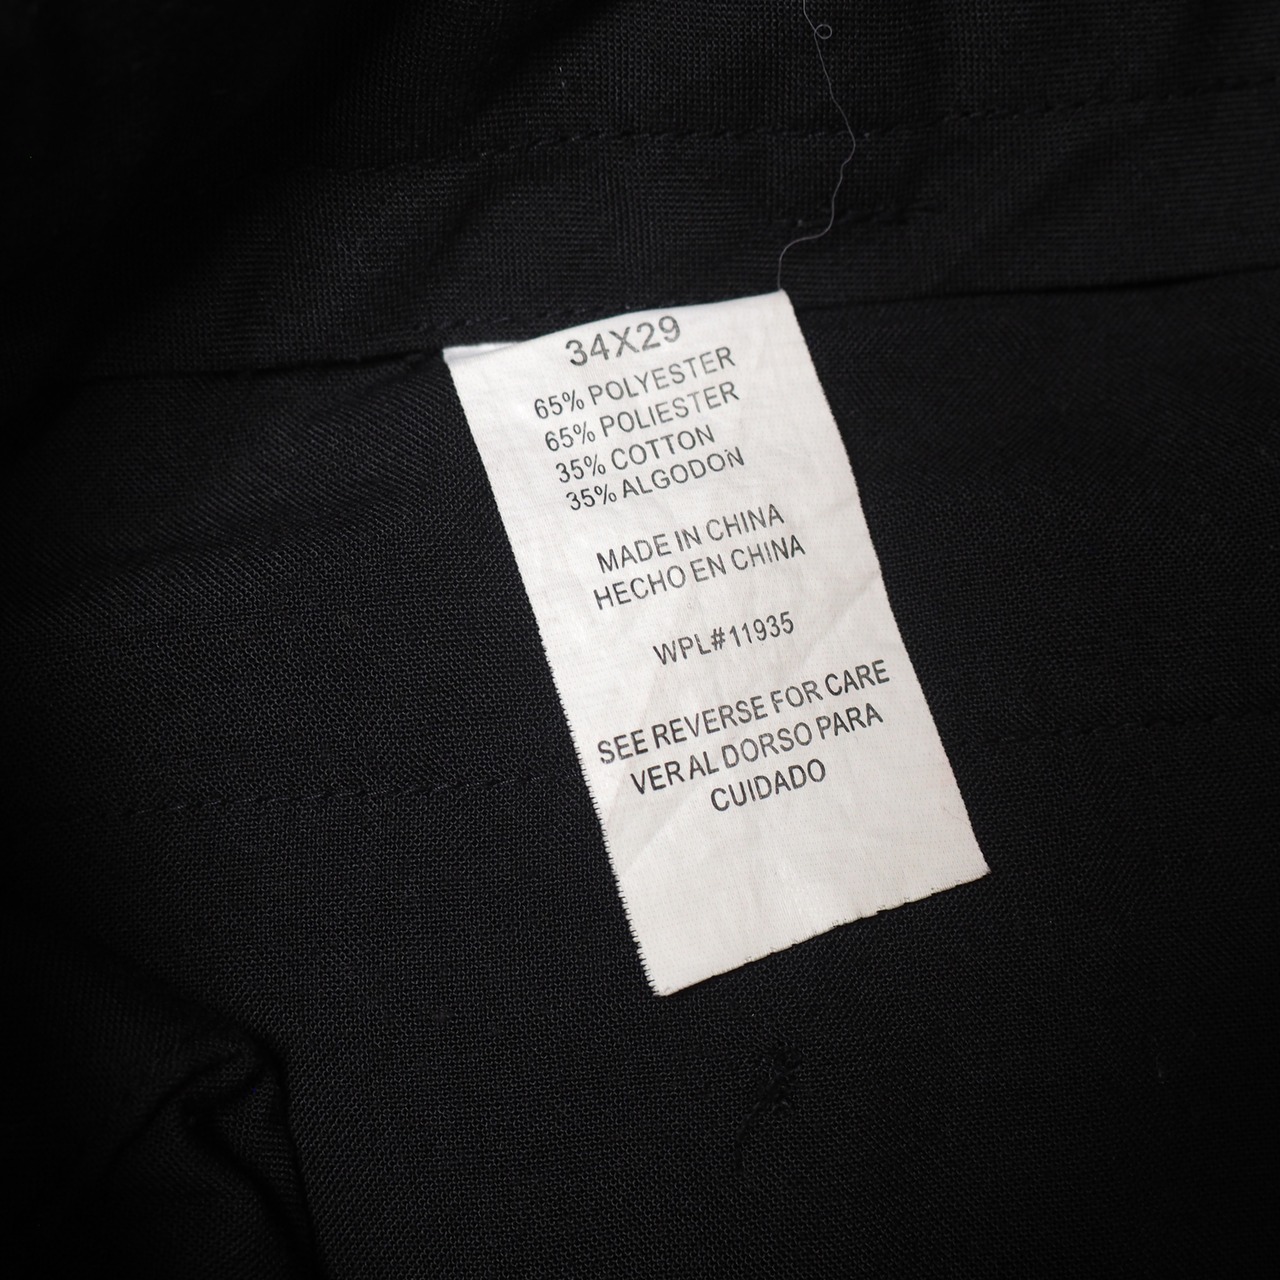 34X29
65% POLYESTER
65% POLIESTER
35% COTTON
35% ALGODON
MADE IN CHINA
HECHO EN CHINA
WPL#11935
SEE REVERSE FOR CARE
VER AL DORSO PARA
CUIDADO